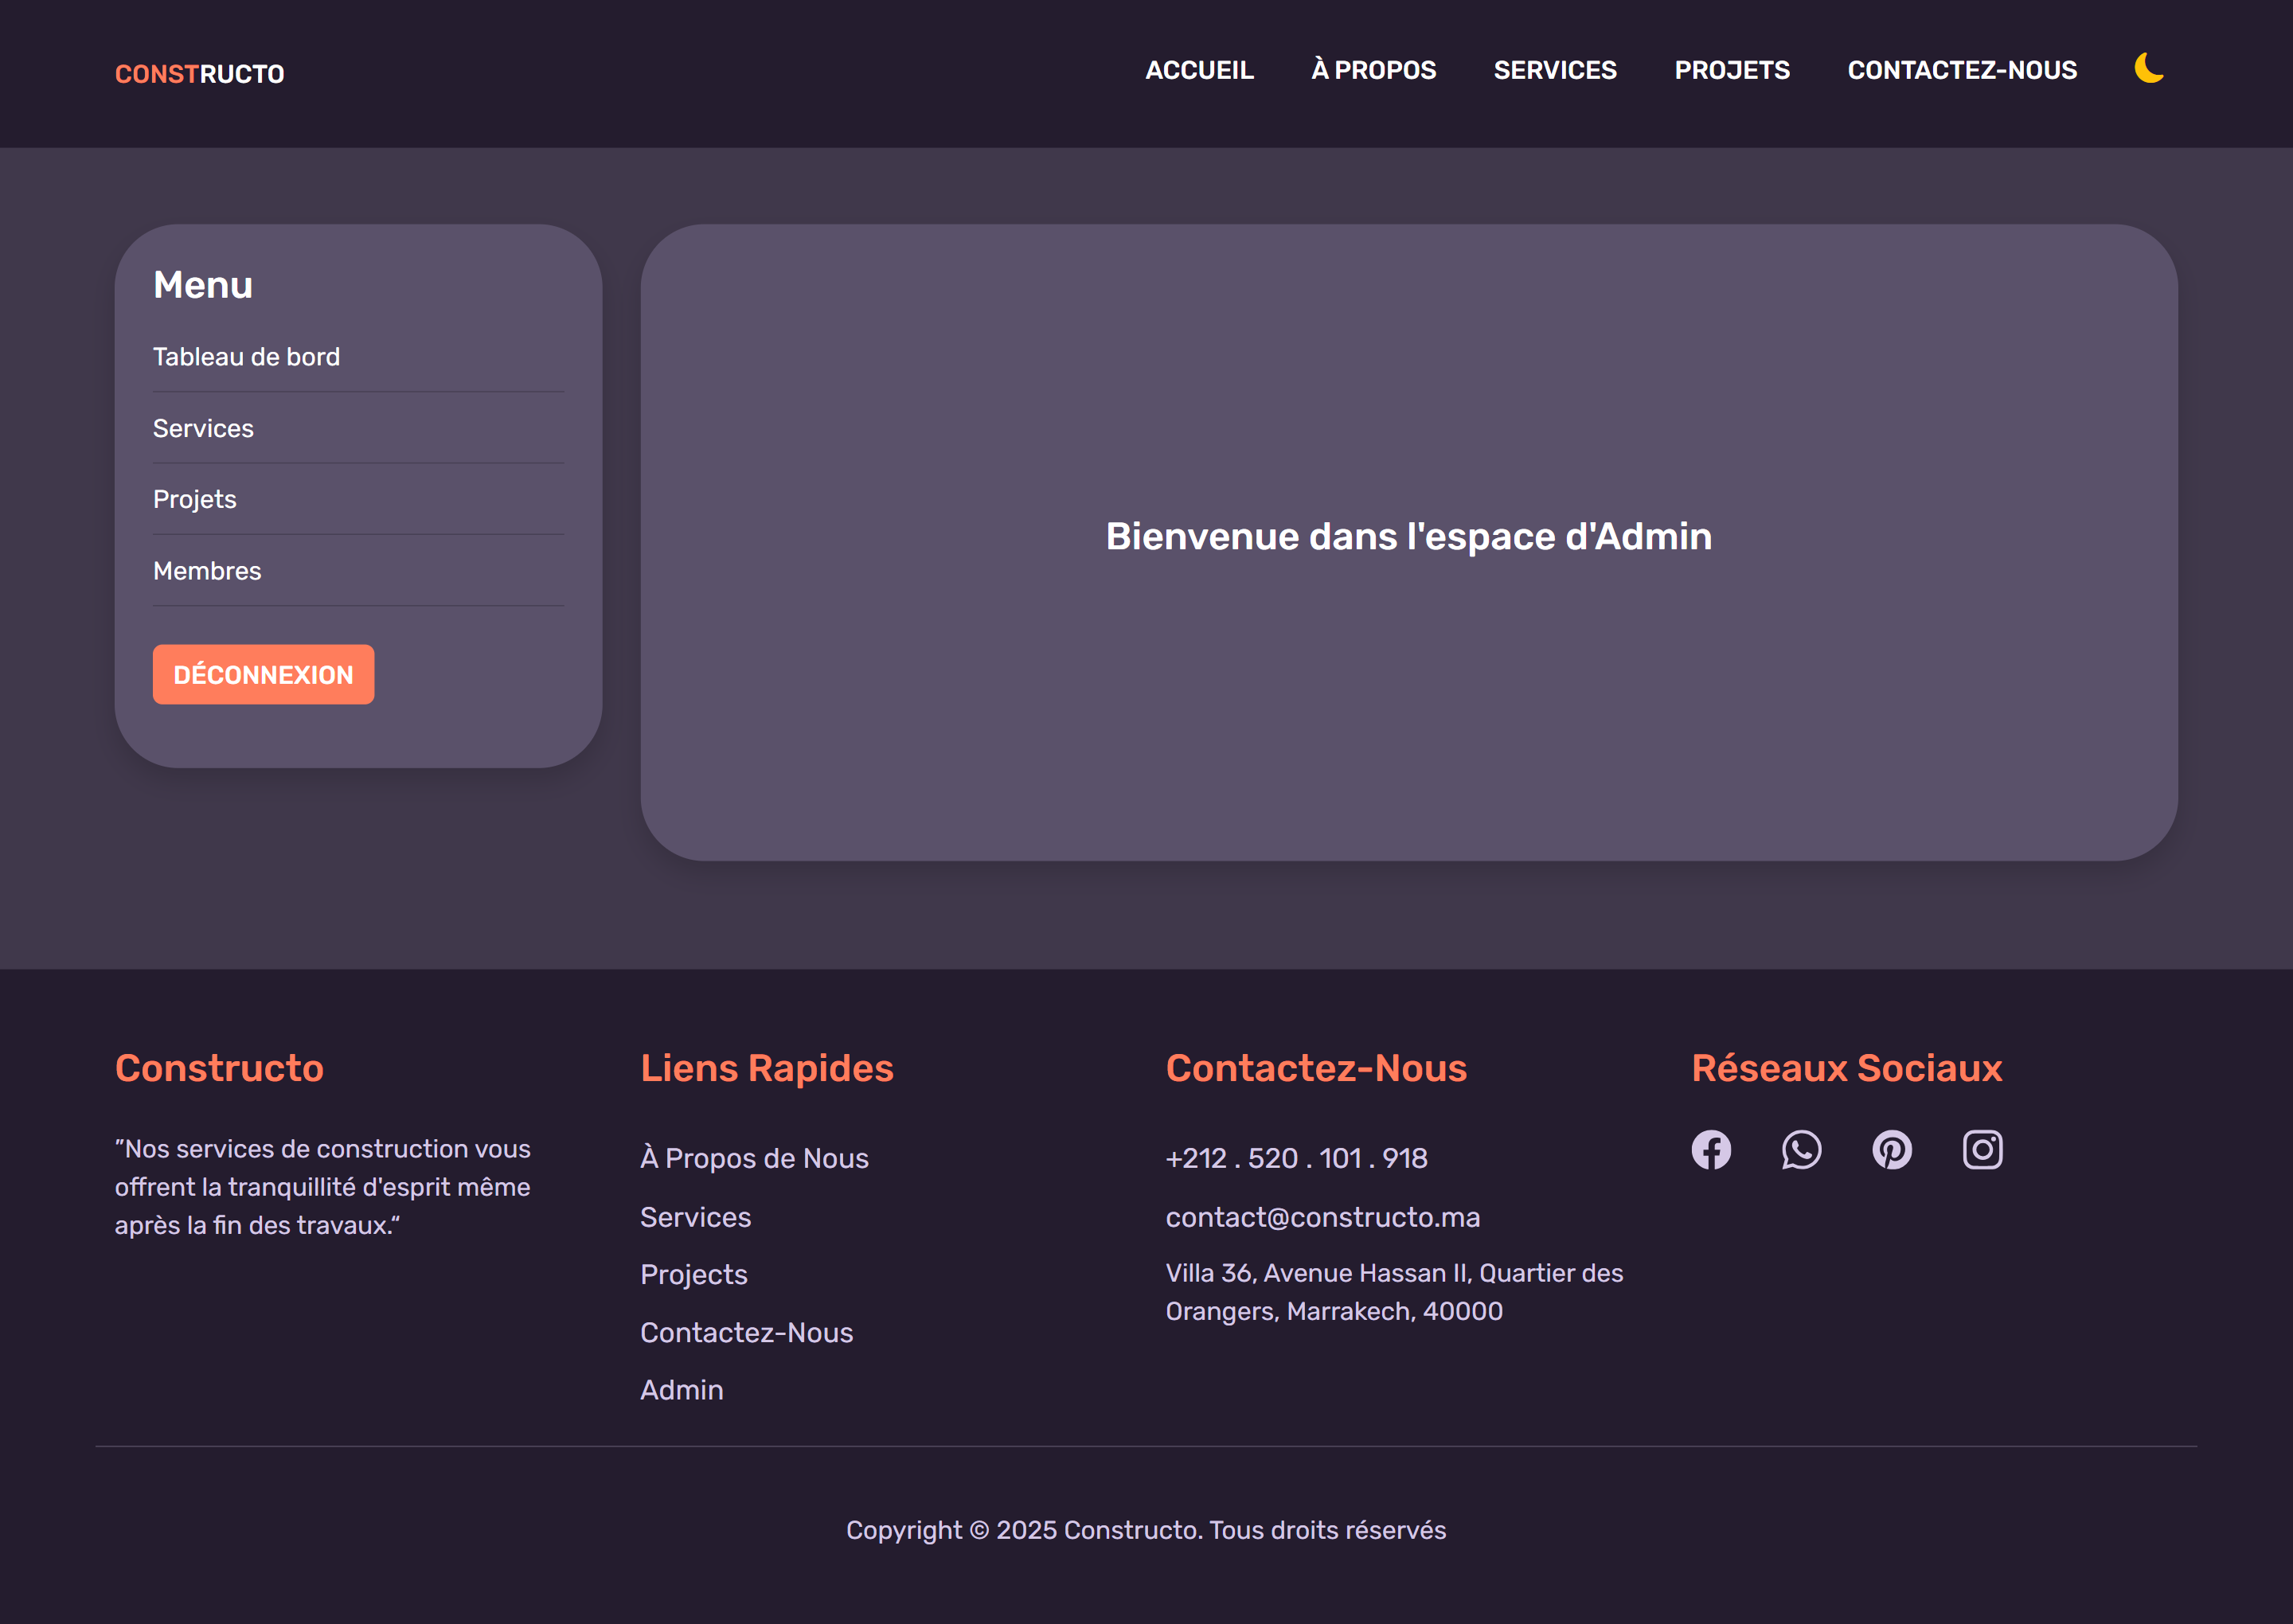 CONSTRUCTO
ACCUEIL
À PROPOS
SERVICES
PROJETS
CONTACTEZ-NOUS
Menu
Tableau de bord
Services
Projets
Membres
DÉCONNEXION
Bienvenue dans l'espace d'Admin
Constructo
”Nos services de construction vous
offrent la tranquillité d'esprit même
après la fin des travaux.“
Liens Rapides
À Propos de Nous
Services
Projects
Contactez-Nous
Admin
Contactez-Nous
+212 . 520 . 101 . 918
contact@constructo.ma
Villa 36, Avenue Hassan II, Quartier des
Orangers, Marrakech, 40000
Réseaux Sociaux
Copyright © 2025 Constructo. Tous droits réservés